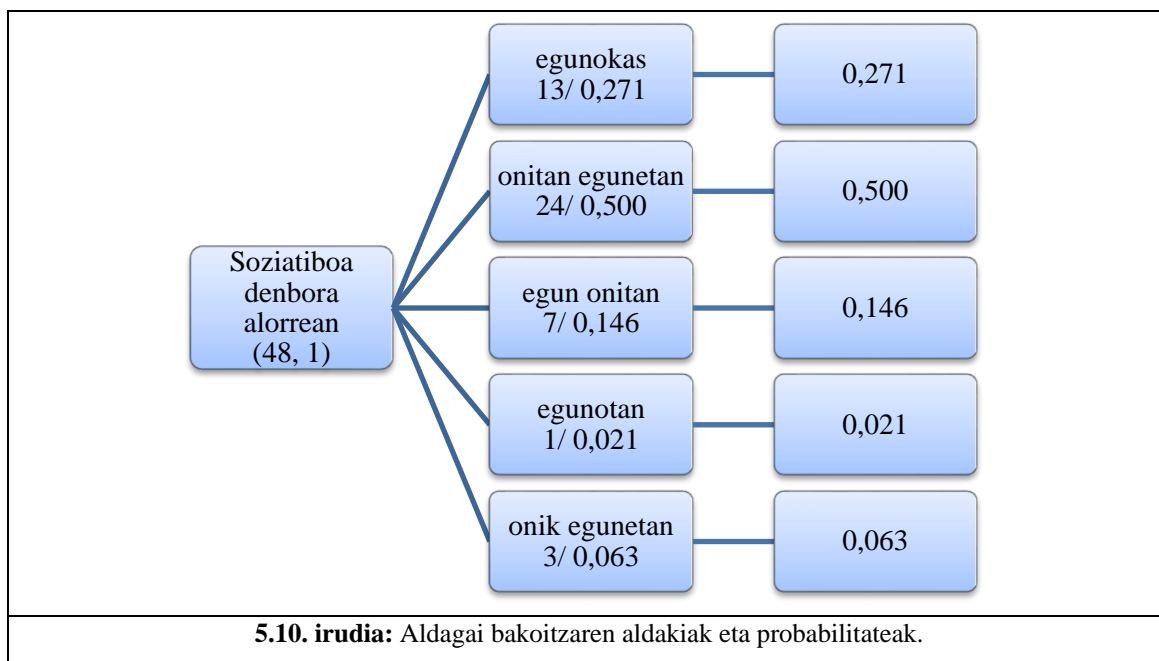 egunokas
13/ 0,271
0,271
onitan egunetan
24/ 0,500
0,500
Soziatiboa
denbora
alorrean
(48, 1)
egun onitan
7/ 0,146
0,146
egunotan
1/ 0,021
0,021
onik egunetan
3/ 0,063
0,063
5.10. irudia: Aldagai bakoitzaren aldakiak eta probabilitateak.